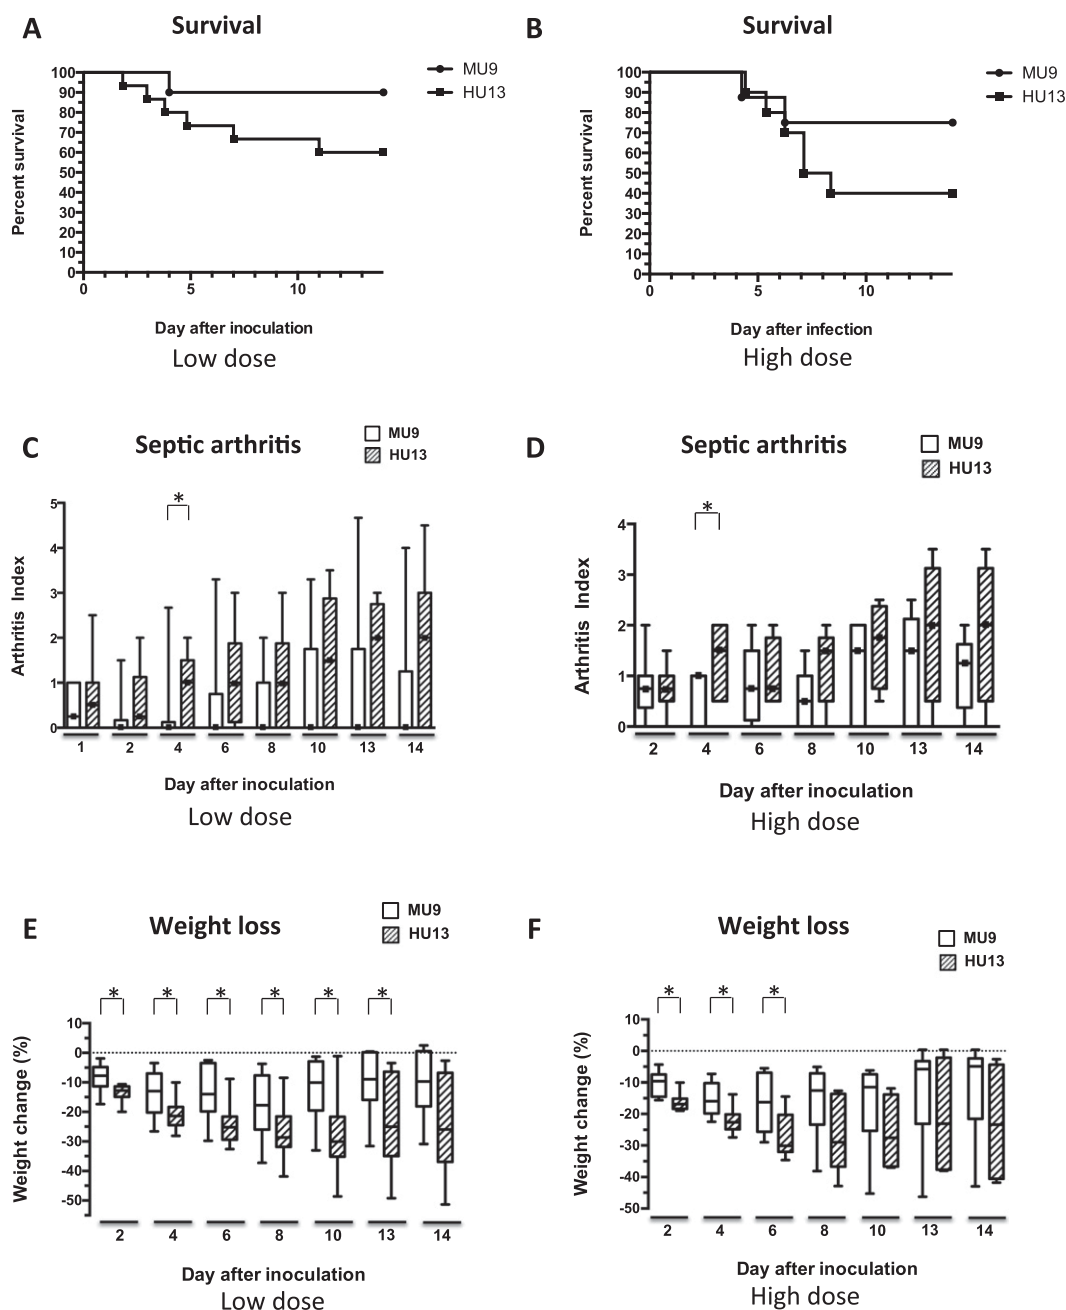 A
Survival
MU9
HU13
Percent survival
100
90
80
70
60
50
40
30
20
10
0
0 5 10
Day after inoculation
Low dose
B
Survival
MU9
HU13
Percent survival
100
90
80
70
60
50
40
30
20
10
0
0 5 10
Day after infection
High dose
C
Septic arthritis
MU9
HU13
Arthritis Index
*
5
4
3
2
1
0
1 2 4 6 8 10 13 14
Day after inoculation
Low dose
D
Septic arthritis
MU9
HU13
Arthritis Index
*
4
3
2
1
0
2 4 6 8 10 13 14
Day after inoculation
High dose
E
Weight loss
MU9
HU13
Weight change (%)
* * * * * *
10
0
-10
-20
-30
-40
-50
2 4 6 8 10 13 14
Day after inoculation
Low dose
F
Weight loss
MU9
HU13
Weight change (%)
* * *
10
0
-10
-20
-30
-40
-50
2 4 6 8 10 13 14
Day after inoculation
High dose